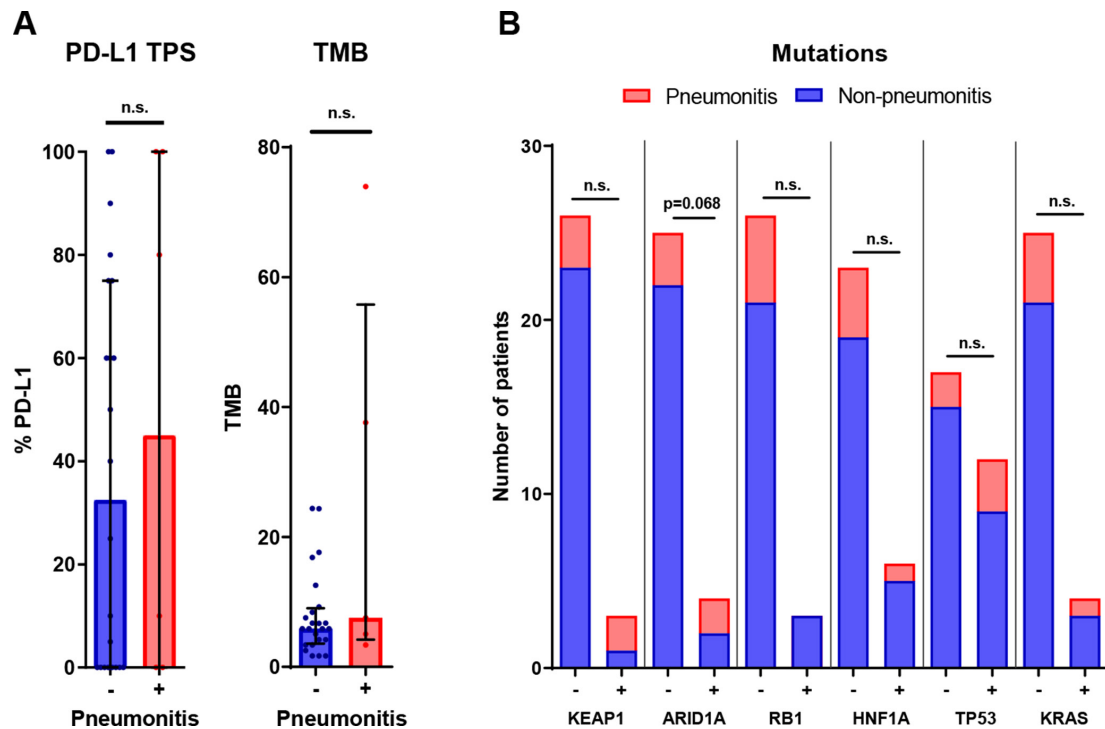 A
PD-L1 TPS
n.s.
% PD-L1
100
80
60
40
20
0
- +
Pneumonitis
TMB
n.s.
TMB
80
60
40
20
0
- +
Pneumonitis
B
Mutations
Pneumonitis Non-pneumonitis
Number of patients
30
20
10
0
n.s. p=0.068 n.s. n.s. n.s. n.s.
- + - + - + - + - + - +
KEAP1 ARID1A RB1 HNF1A TP53 KRAS